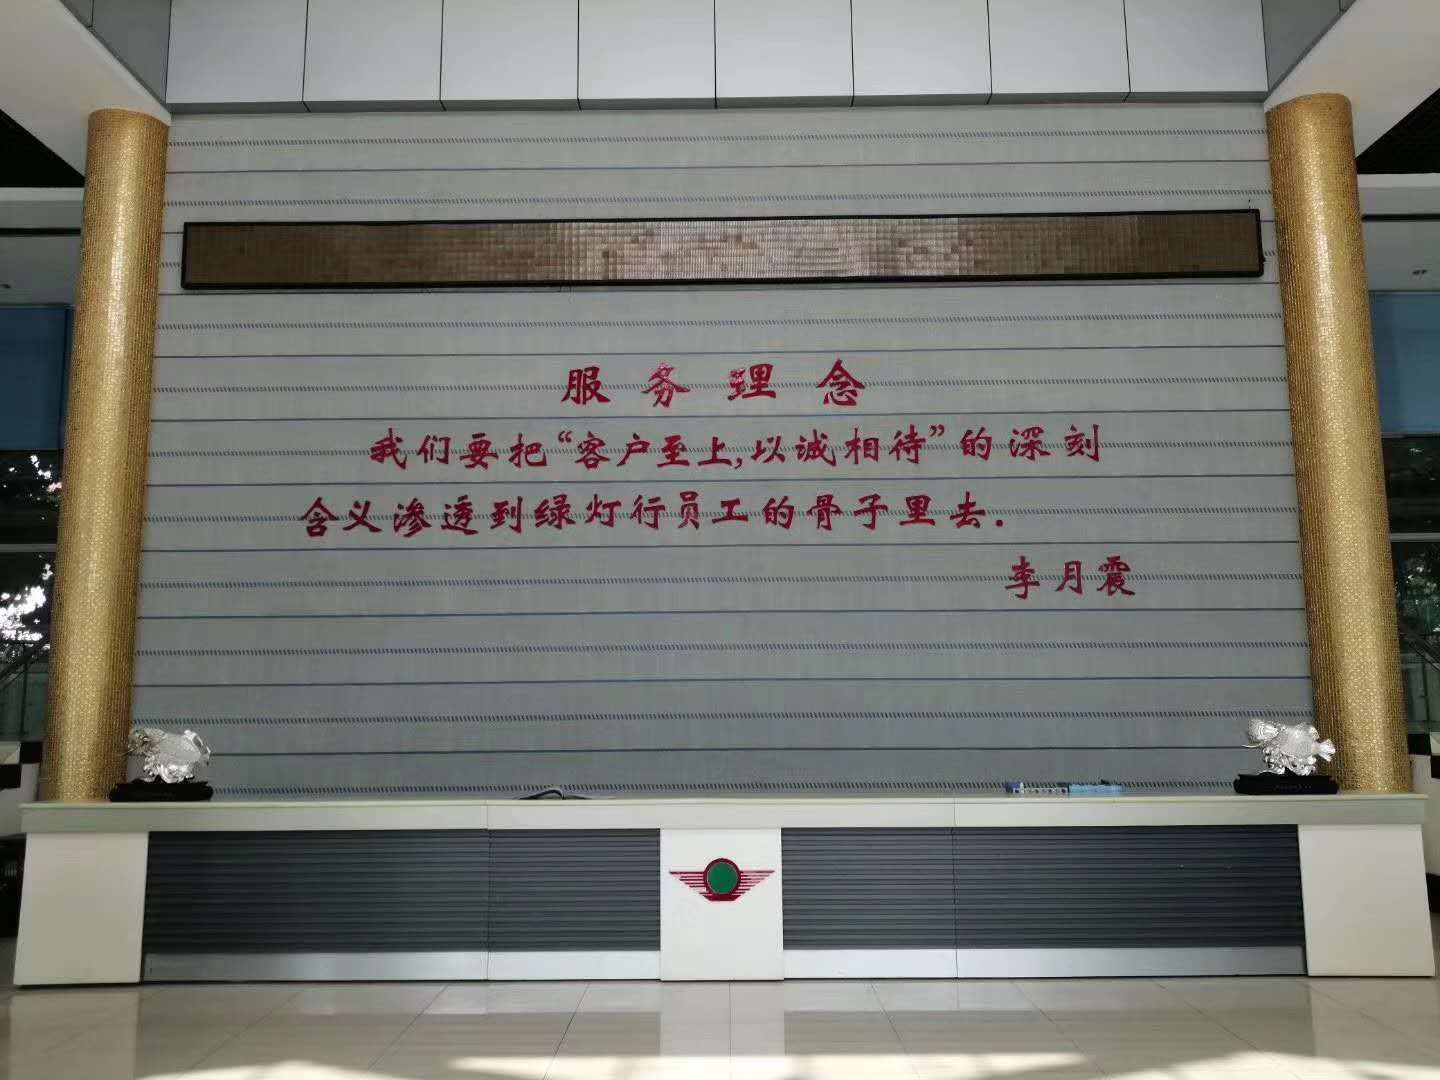 服务理念
我们要把“客户至上,以诚相待”的深刻
含义渗透到绿灯行员工的骨子里去.
李月震